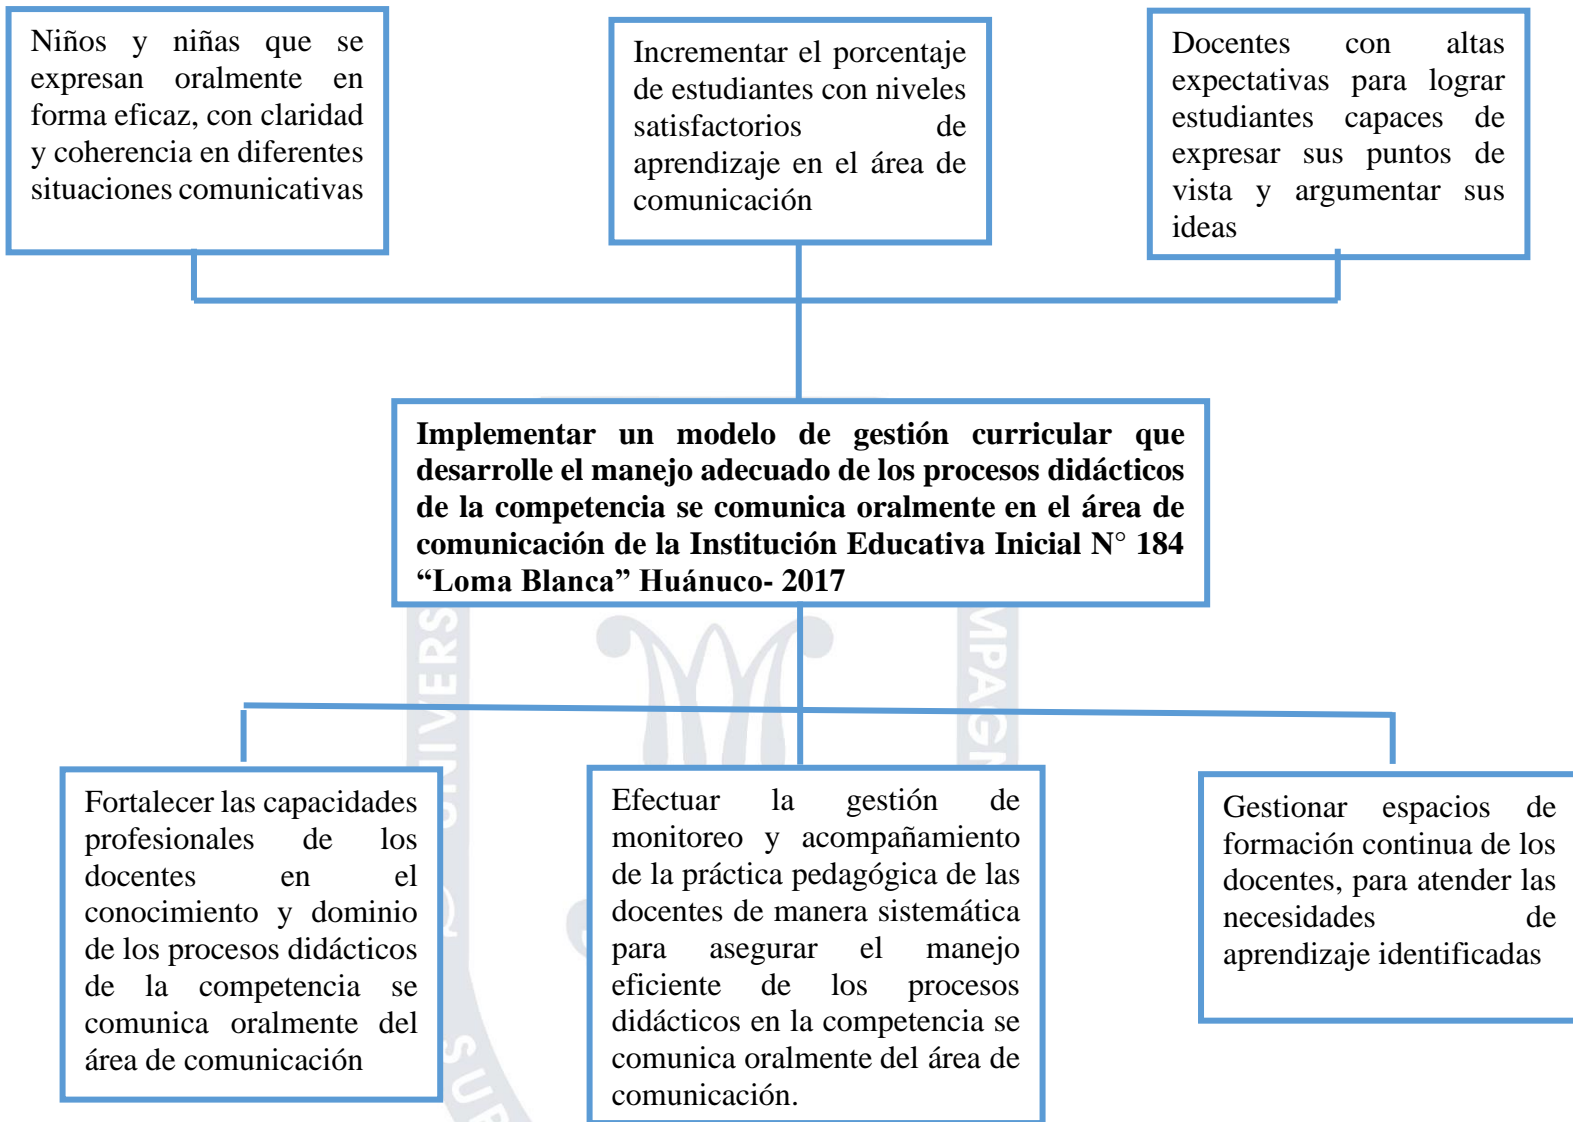 Niños y niñas que se
expresan oralmente en
forma eficaz, con claridad
y coherencia en diferentes
situaciones comunicativas
Incrementar el porcentaje
de estudiantes con niveles
satisfactorios de
aprendizaje en el área de
comunicación
Docentes con altas
expectativas para lograr
estudiantes capaces de
expresar sus puntos de
vista y argumentar sus
ideas
Implementar un modelo de gestión curricular que
desarrolle el manejo adecuado de los procesos didácticos
de la competencia se comunica oralmente en el área de
comunicación de la Institución Educativa Inicial N° 184
“Loma Blanca” Huánuco- 2017
Fortalecer las capacidades
profesionales de los
docentes en el
conocimiento y dominio
de los procesos didácticos
de la competencia se
comunica oralmente del
área de comunicación
Efectuar la gestión de
monitoreo y acompañamiento
de la práctica pedagógica de las
docentes de manera sistemática
para asegurar el manejo
eficiente de los procesos
didácticos en la competencia se
comunica oralmente del área de
comunicación.
Gestionar espacios de
formación continua de los
docentes, para atender las
necesidades de
aprendizaje identificadas